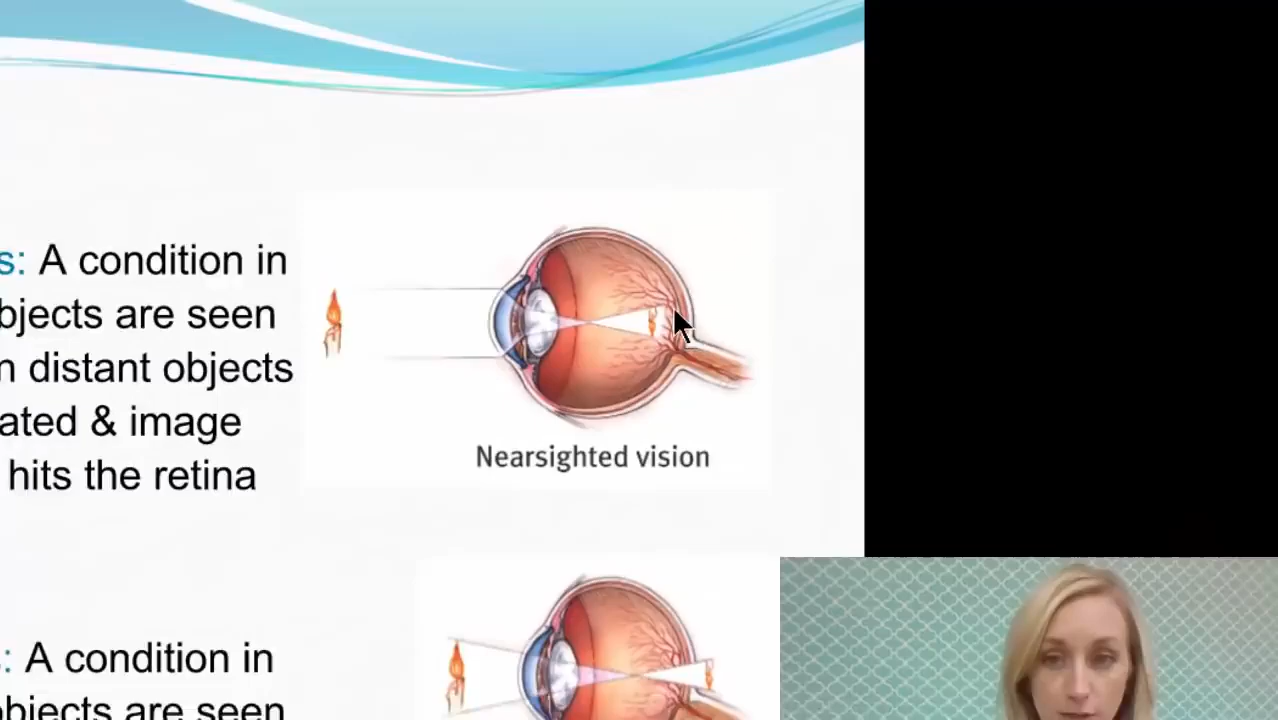 s: A condition in
bjects are seen
n distant objects
ated & image
hits the retina
Nearsighted vision
: A condition in
bjects are seen